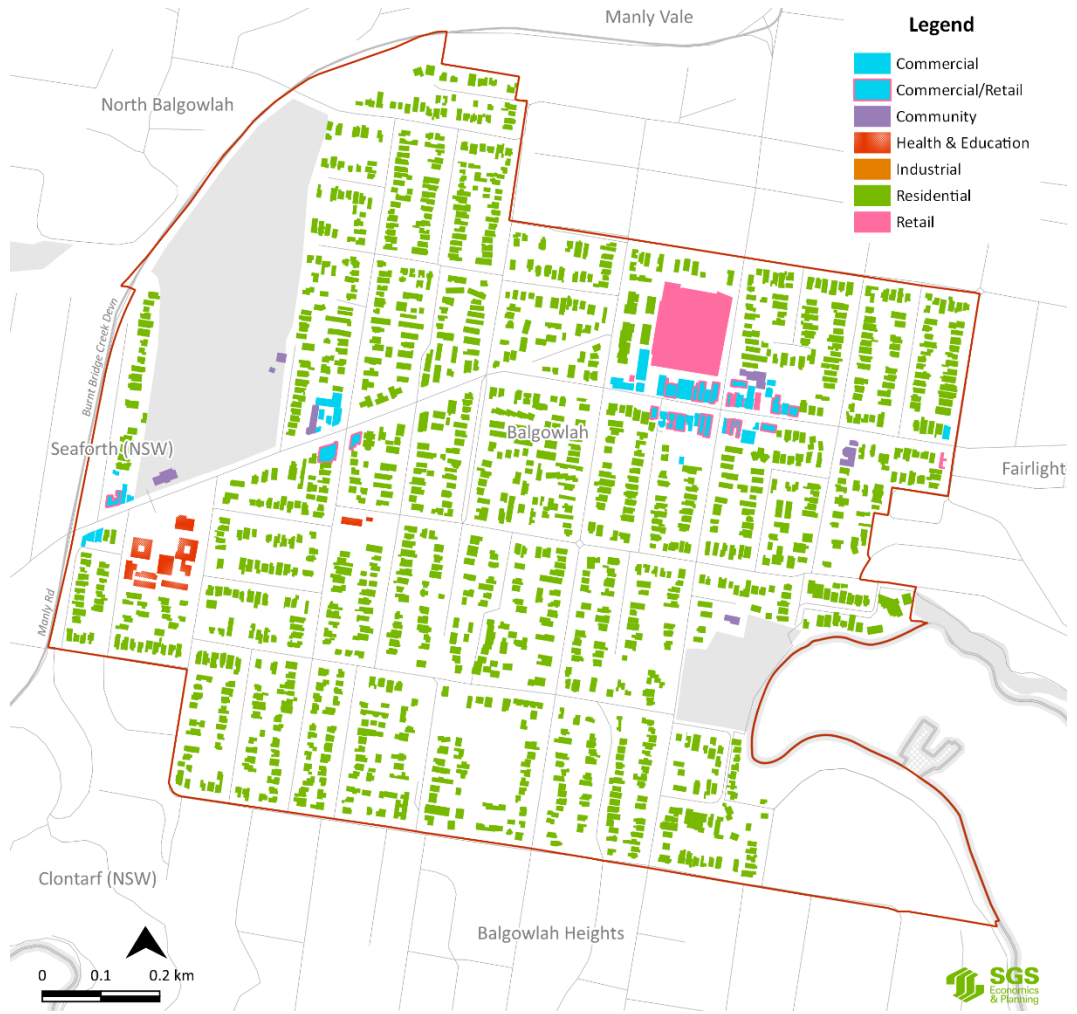 Manly Vale
Legend
Commercial
Commercial/Retail
Community
Health & Education
Industrial
Residential
Retail
North Balgowlah
Burnt Bridge Creek Devn
Seaforth (NSW)
Balgowlah
Fairlight
Manly Rd
Clontarf (NSW)
Balgowlah Heights
0 0.1 0.2 km
SGS
Economics
& Planning